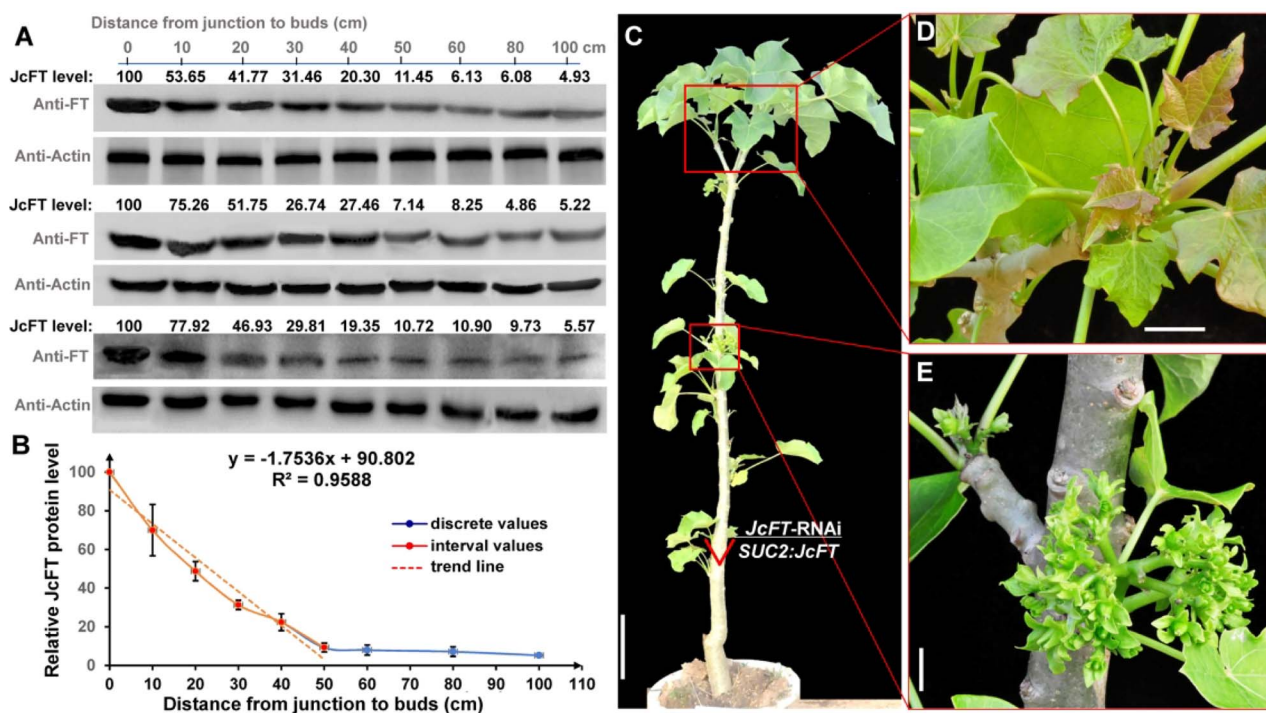 A
Distance from junction to buds (cm)
0 10 20 30 40 50 60 80 100 cm
JcFT level: 100 53.65 41.77 31.46 20.30 11.45 6.13 6.08 4.93
Anti-FT
Anti-Actin
JcFT level: 100 75.26 51.75 26.74 27.46 7.14 8.25 4.86 5.22
Anti-FT
Anti-Actin
JcFT level: 100 77.92 46.93 29.81 19.35 10.72 10.90 9.73 5.57
Anti-FT
Anti-Actin
B
y = -1.7536x + 90.802
R² = 0.9588
discrete values
interval values
trend line
Relative JcFT protein level
100
80
60
40
20
0
0 10 20 30 40 50 60 70 80 90 100 110
Distance from junction to buds (cm)
C
JcFT-RNAi
SUC2:JcFT
D
E